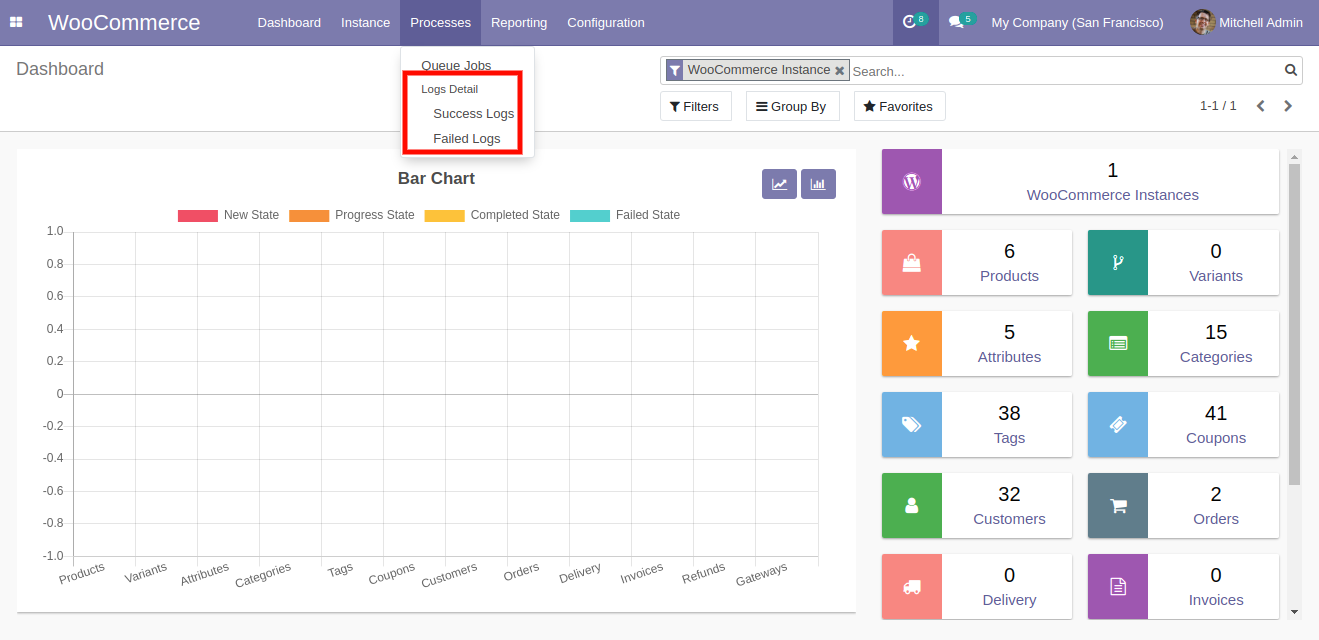 WooCommerce Dashboard Instance Processes Reporting Configuration 8 5 My Company (San Francisco) Mitchell Admin
Dashboard
Queue Jobs
Logs Detail
Success Logs
Failed Logs
WooCommerce Instance Search...
Filters Group By Favorites 1-1 / 1
Bar Chart
New State Progress State Completed State Failed State
1.0
0.8
0.6
0.4
0.2
0
-0.2
-0.4
-0.6
-0.8
-1.0
Products Variants Attributes Categories Tags Coupons Customers Orders Delivery Invoices Refunds Gateways
1
WooCommerce Instances
6
Products
0
Variants
5
Attributes
15
Categories
38
Tags
41
Coupons
32
Customers
2
Orders
0
Delivery
0
Invoices